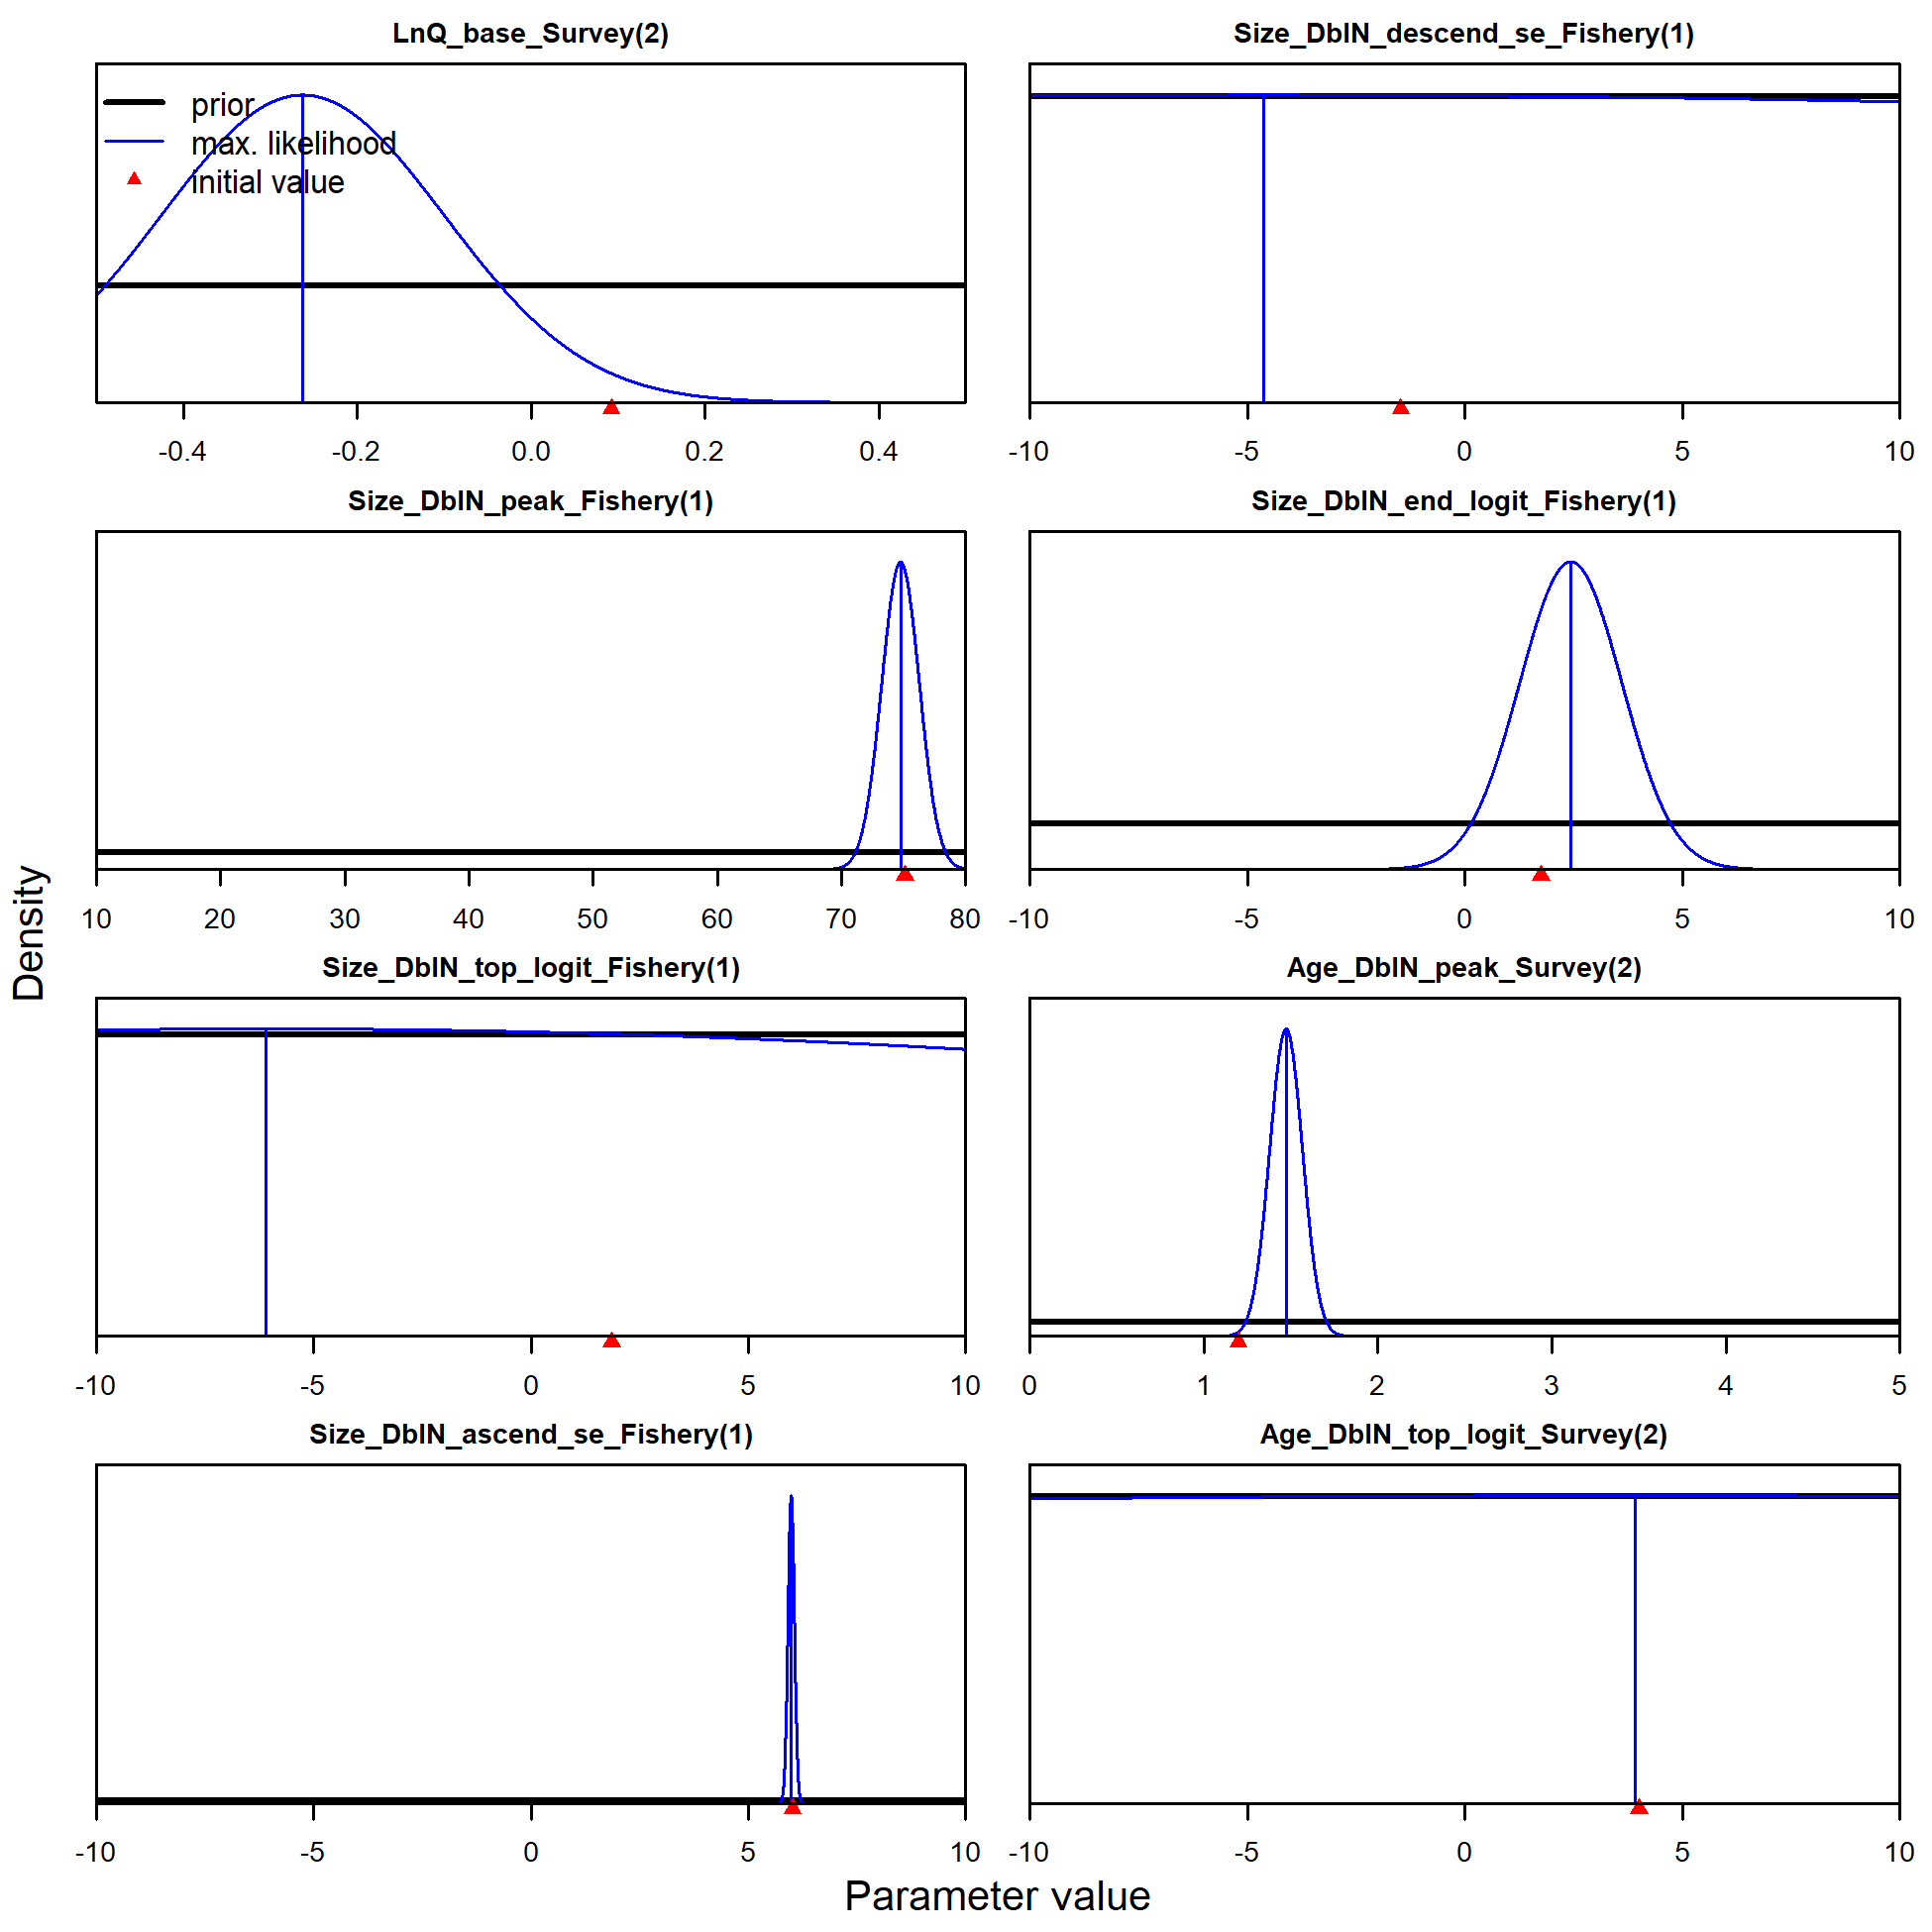 LnQ_base_Survey(2)
prior
max. likelihood
initial value
-0.4 -0.2 0.0 0.2 0.4
Size_DblN_descend_se_Fishery(1)
-10 -5 0 5 10
Size_DblN_peak_Fishery(1)
10 20 30 40 50 60 70 80
Size_DblN_end_logit_Fishery(1)
-10 -5 0 5 10
Size_DblN_top_logit_Fishery(1)
-10 -5 0 5 10
Age_DblN_peak_Survey(2)
0 1 2 3 4 5
Size_DblN_ascend_se_Fishery(1)
-10 -5 0 5 10
Age_DblN_top_logit_Survey(2)
-10 -5 0 5 10
Density
Parameter value